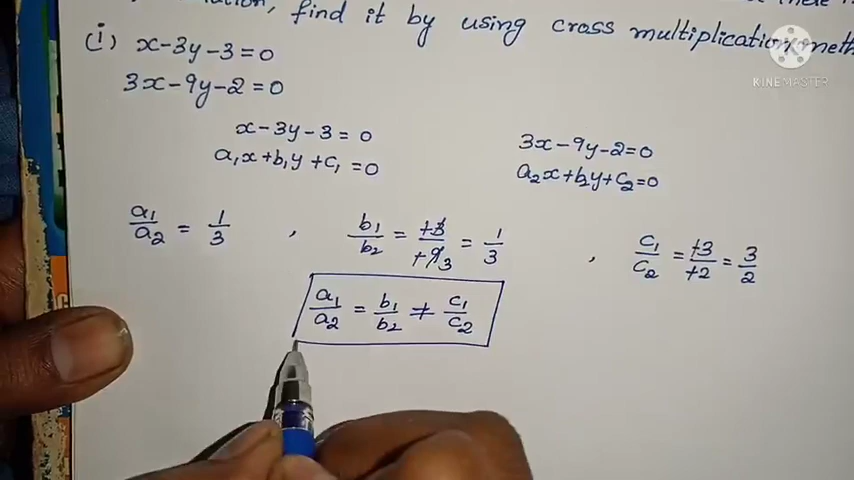 find it by using cross multiplication
(i) x-3y-3=0
3x-9y-2=0
x-3y-3=0
a₁x+b₁y+c₁=0
3x-9y-2=0
a₂x+b₂y+c₂=0
a₁/a₂ = 1/3 , b₁/b₂ = +3/+9 3 = 1/3 , c₁/c₂ = +3/+2 = 3/2
a₁/a₂ = b₁/b₂ ≠ c₁/c₂
KINEMASTER